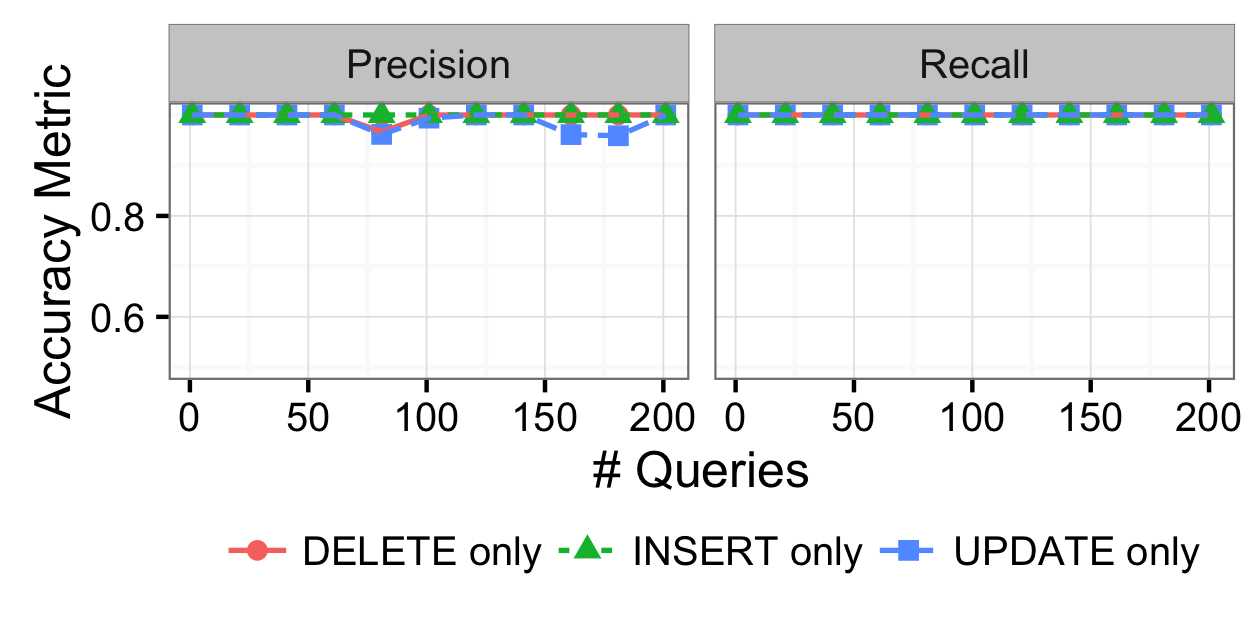 Precision Recall
Accuracy Metric
0.8
0.6
0 50 100 150 200 0 50 100 150 200
# Queries
DELETE only INSERT only UPDATE only